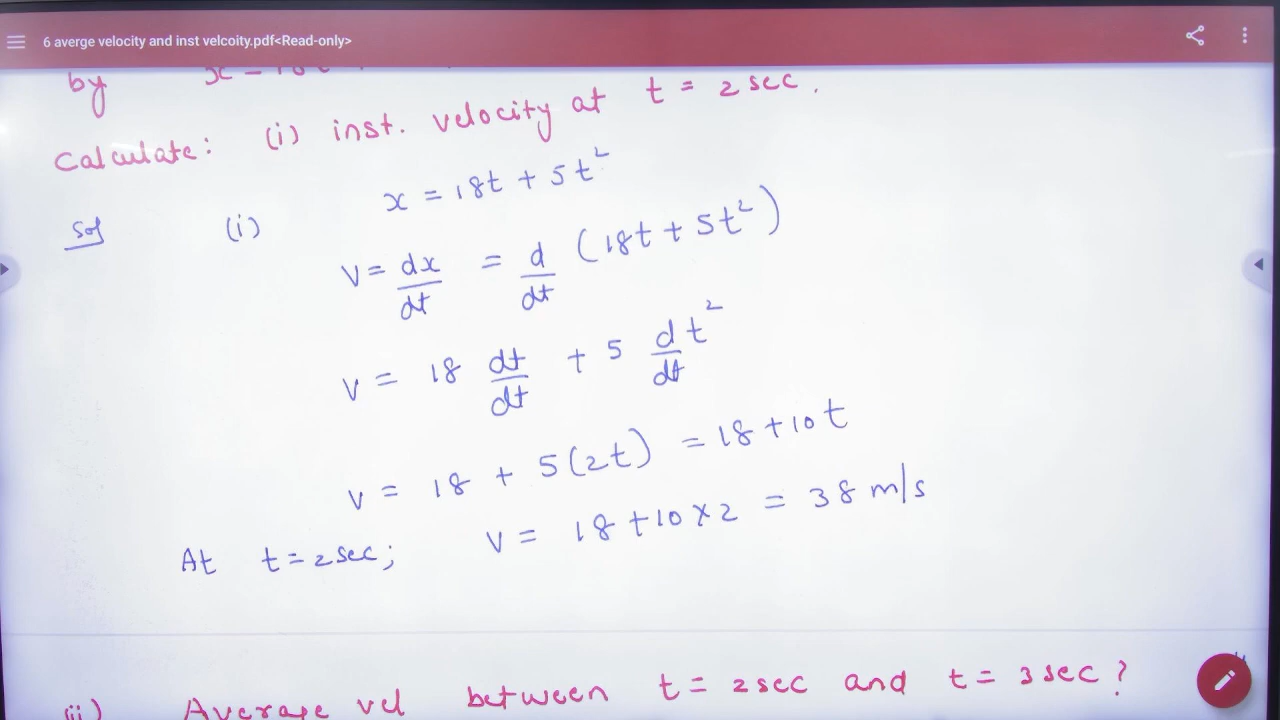 6 averge velocity and inst velcoity.pdf<Read-only>
by
Calculate: (i) inst. velocity at t = 2 sec.
Sol (i) x = 18t + 5t²
V = dx/dt = d/dt (18t + 5t²)
V = 18 dt/dt + 5 d/dt t²
V = 18 + 5(2t) = 18 + 10t
At t = 2 sec; V = 18 + 10 × 2 = 38 m/s
ii) Average vel between t = 2 sec and t = 3 sec ?